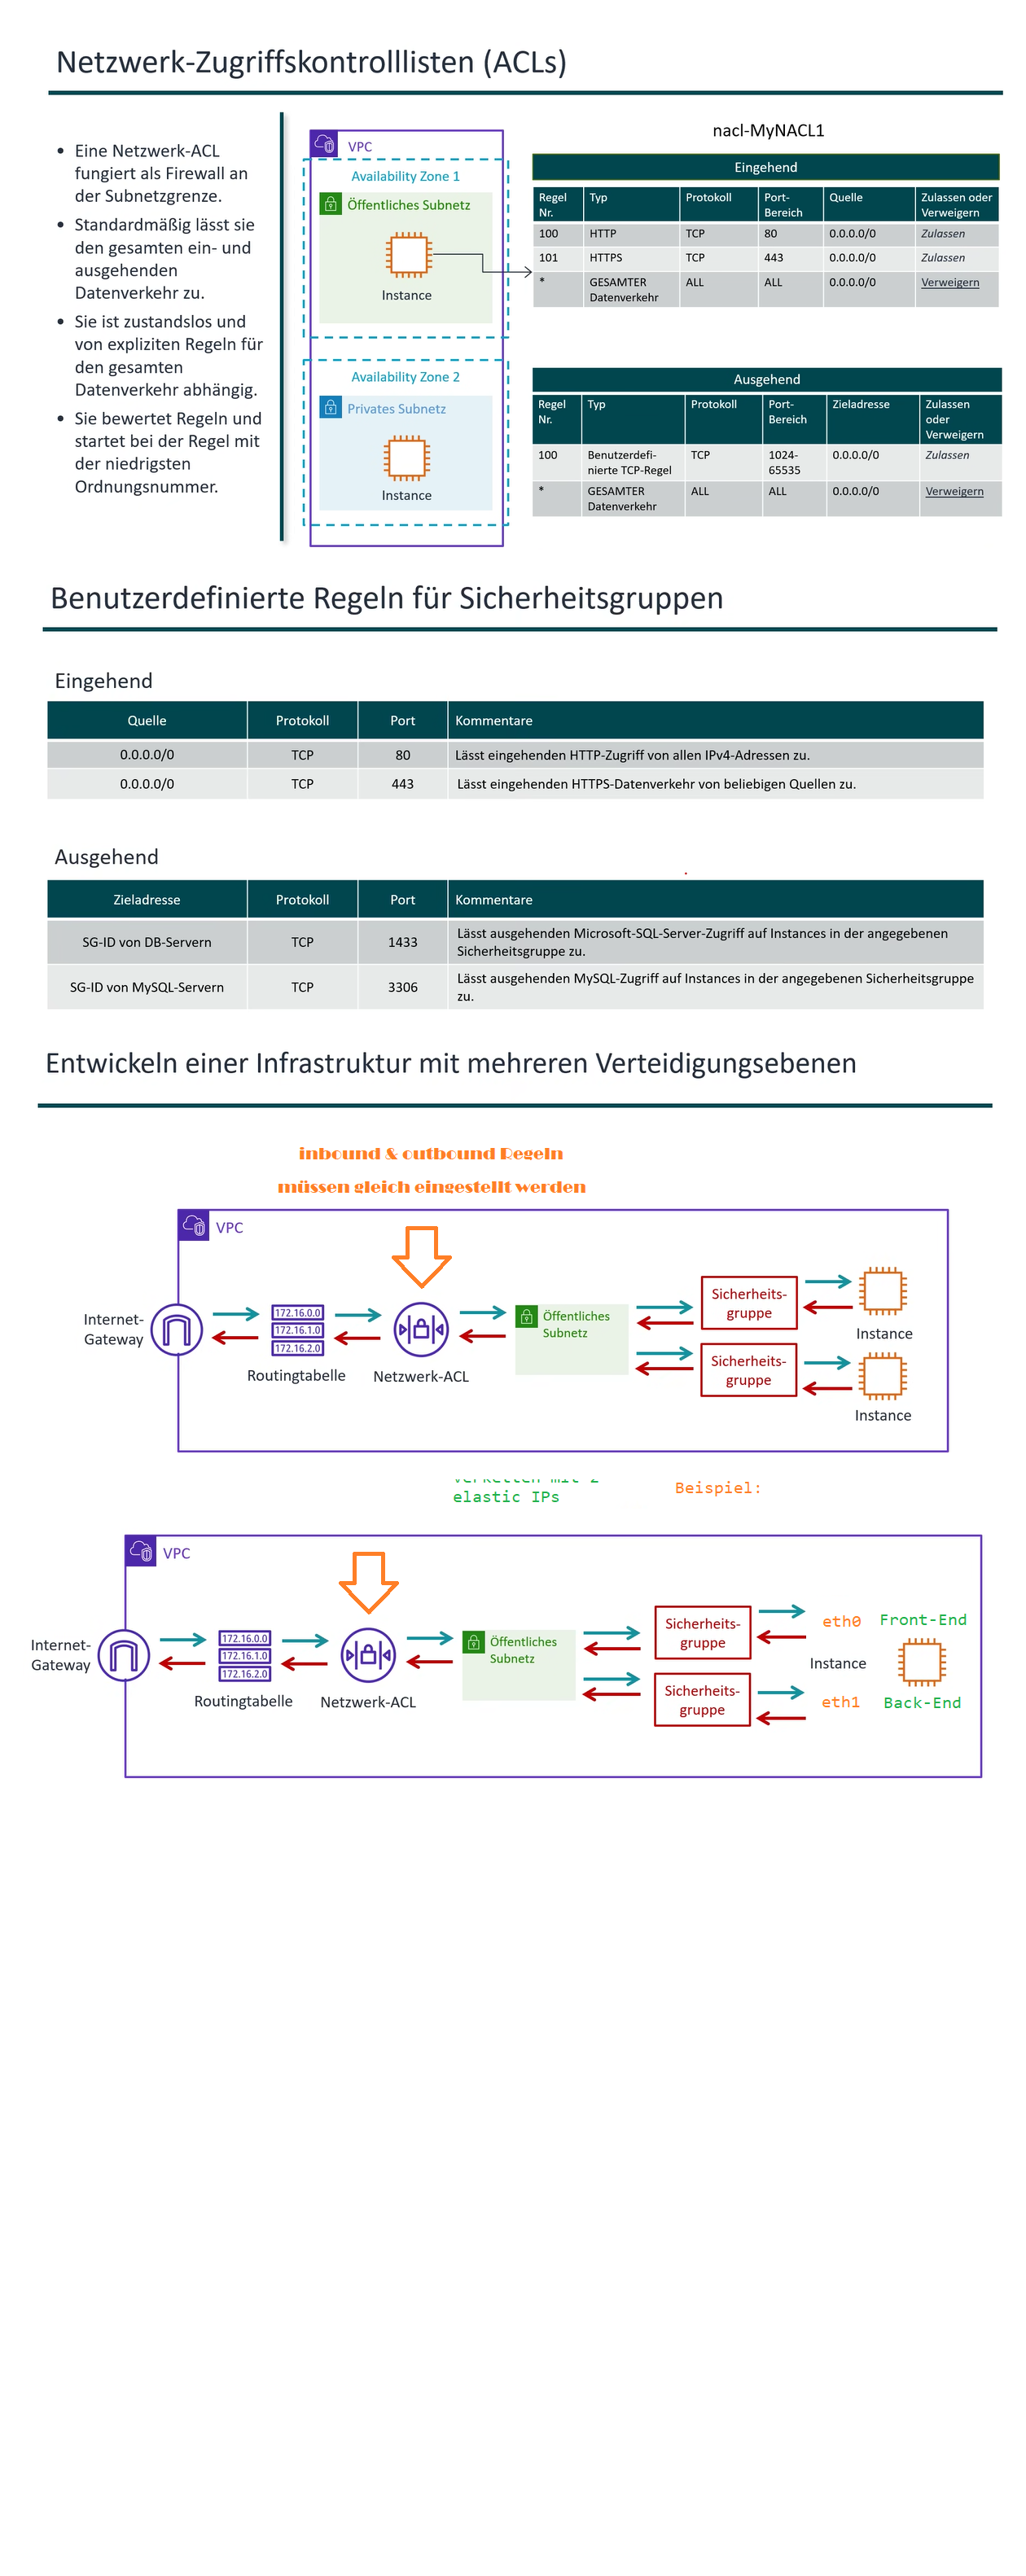 Netzwerk-Zugriffskontrolllisten (ACLs)
• Eine Netzwerk-ACL
fungiert als Firewall an
der Subnetzgrenze.
• Standardmäßig lässt sie
den gesamten ein- und
ausgehenden
Datenverkehr zu.
• Sie ist zustandslos und
von expliziten Regeln für
den gesamten
Datenverkehr abhängig.
• Sie bewertet Regeln und
startet bei der Regel mit
der niedrigsten
Ordnungsnummer.
VPC
Availability Zone 1
Öffentliches Subnetz
Instance
Availability Zone 2
Privates Subnetz
Instance
nacl-MyNACL1
Eingehend
Regel Nr. Typ Protokoll Port-Bereich Quelle Zulassen oder Verweigern
100 HTTP TCP 80 0.0.0.0/0 Zulassen
101 HTTPS TCP 443 0.0.0.0/0 Zulassen
* GESAMTER Datenverkehr ALL ALL 0.0.0.0/0 Verweigern
Ausgehend
Regel Nr. Typ Protokoll Port-Bereich Zieladresse Zulassen oder Verweigern
100 Benutzerdefi-nierte TCP-Regel TCP 1024-65535 0.0.0.0/0 Zulassen
* GESAMTER Datenverkehr ALL ALL 0.0.0.0/0 Verweigern
Benutzerdefinierte Regeln für Sicherheitsgruppen
Eingehend
Quelle Protokoll Port Kommentare
0.0.0.0/0 TCP 80 Lässt eingehenden HTTP-Zugriff von allen IPv4-Adressen zu.
0.0.0.0/0 TCP 443 Lässt eingehenden HTTPS-Datenverkehr von beliebigen Quellen zu.
Ausgehend
Zieladresse Protokoll Port Kommentare
SG-ID von DB-Servern TCP 1433 Lässt ausgehenden Microsoft-SQL-Server-Zugriff auf Instances in der angegebenen
Sicherheitsgruppe zu.
SG-ID von MySQL-Servern TCP 3306 Lässt ausgehenden MySQL-Zugriff auf Instances in der angegebenen Sicherheitsgruppe
zu.
Entwickeln einer Infrastruktur mit mehreren Verteidigungsebenen
inbound & outbound Regeln
müssen gleich eingestellt werden
VPC
Internet-
Gateway
172.16.0.0
172.16.1.0
172.16.2.0
Routingtabelle
Netzwerk-ACL
Öffentliches
Subnetz
Sicherheits-
gruppe
Instance
Sicherheits-
gruppe
Instance
verketten mit 2
elastic IPs
Beispiel:
VPC
Internet-
Gateway
172.16.0.0
172.16.1.0
172.16.2.0
Routingtabelle
Netzwerk-ACL
Öffentliches
Subnetz
Sicherheits-
gruppe
Sicherheits-
gruppe
eth0
Front-End
Instance
eth1
Back-End